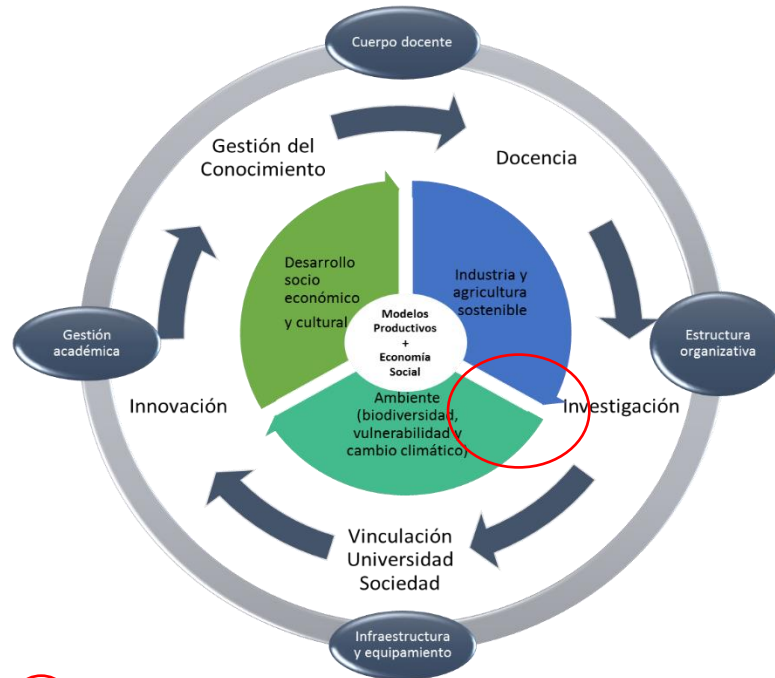 Cuerpo docente
Gestión del
Conocimiento
Docencia
Desarrollo
socio
económico
y cultural
Industria y
agricultura
sostenible
Modelos
Productivos
+
Economía
Social
Gestión
académica
Estructura
organizativa
Innovación
Ambiente
(biodiversidad,
vulnerabilidad y
cambio climático)
Investigación
Vinculación
Universidad
Sociedad
Infraestructura
y equipamiento